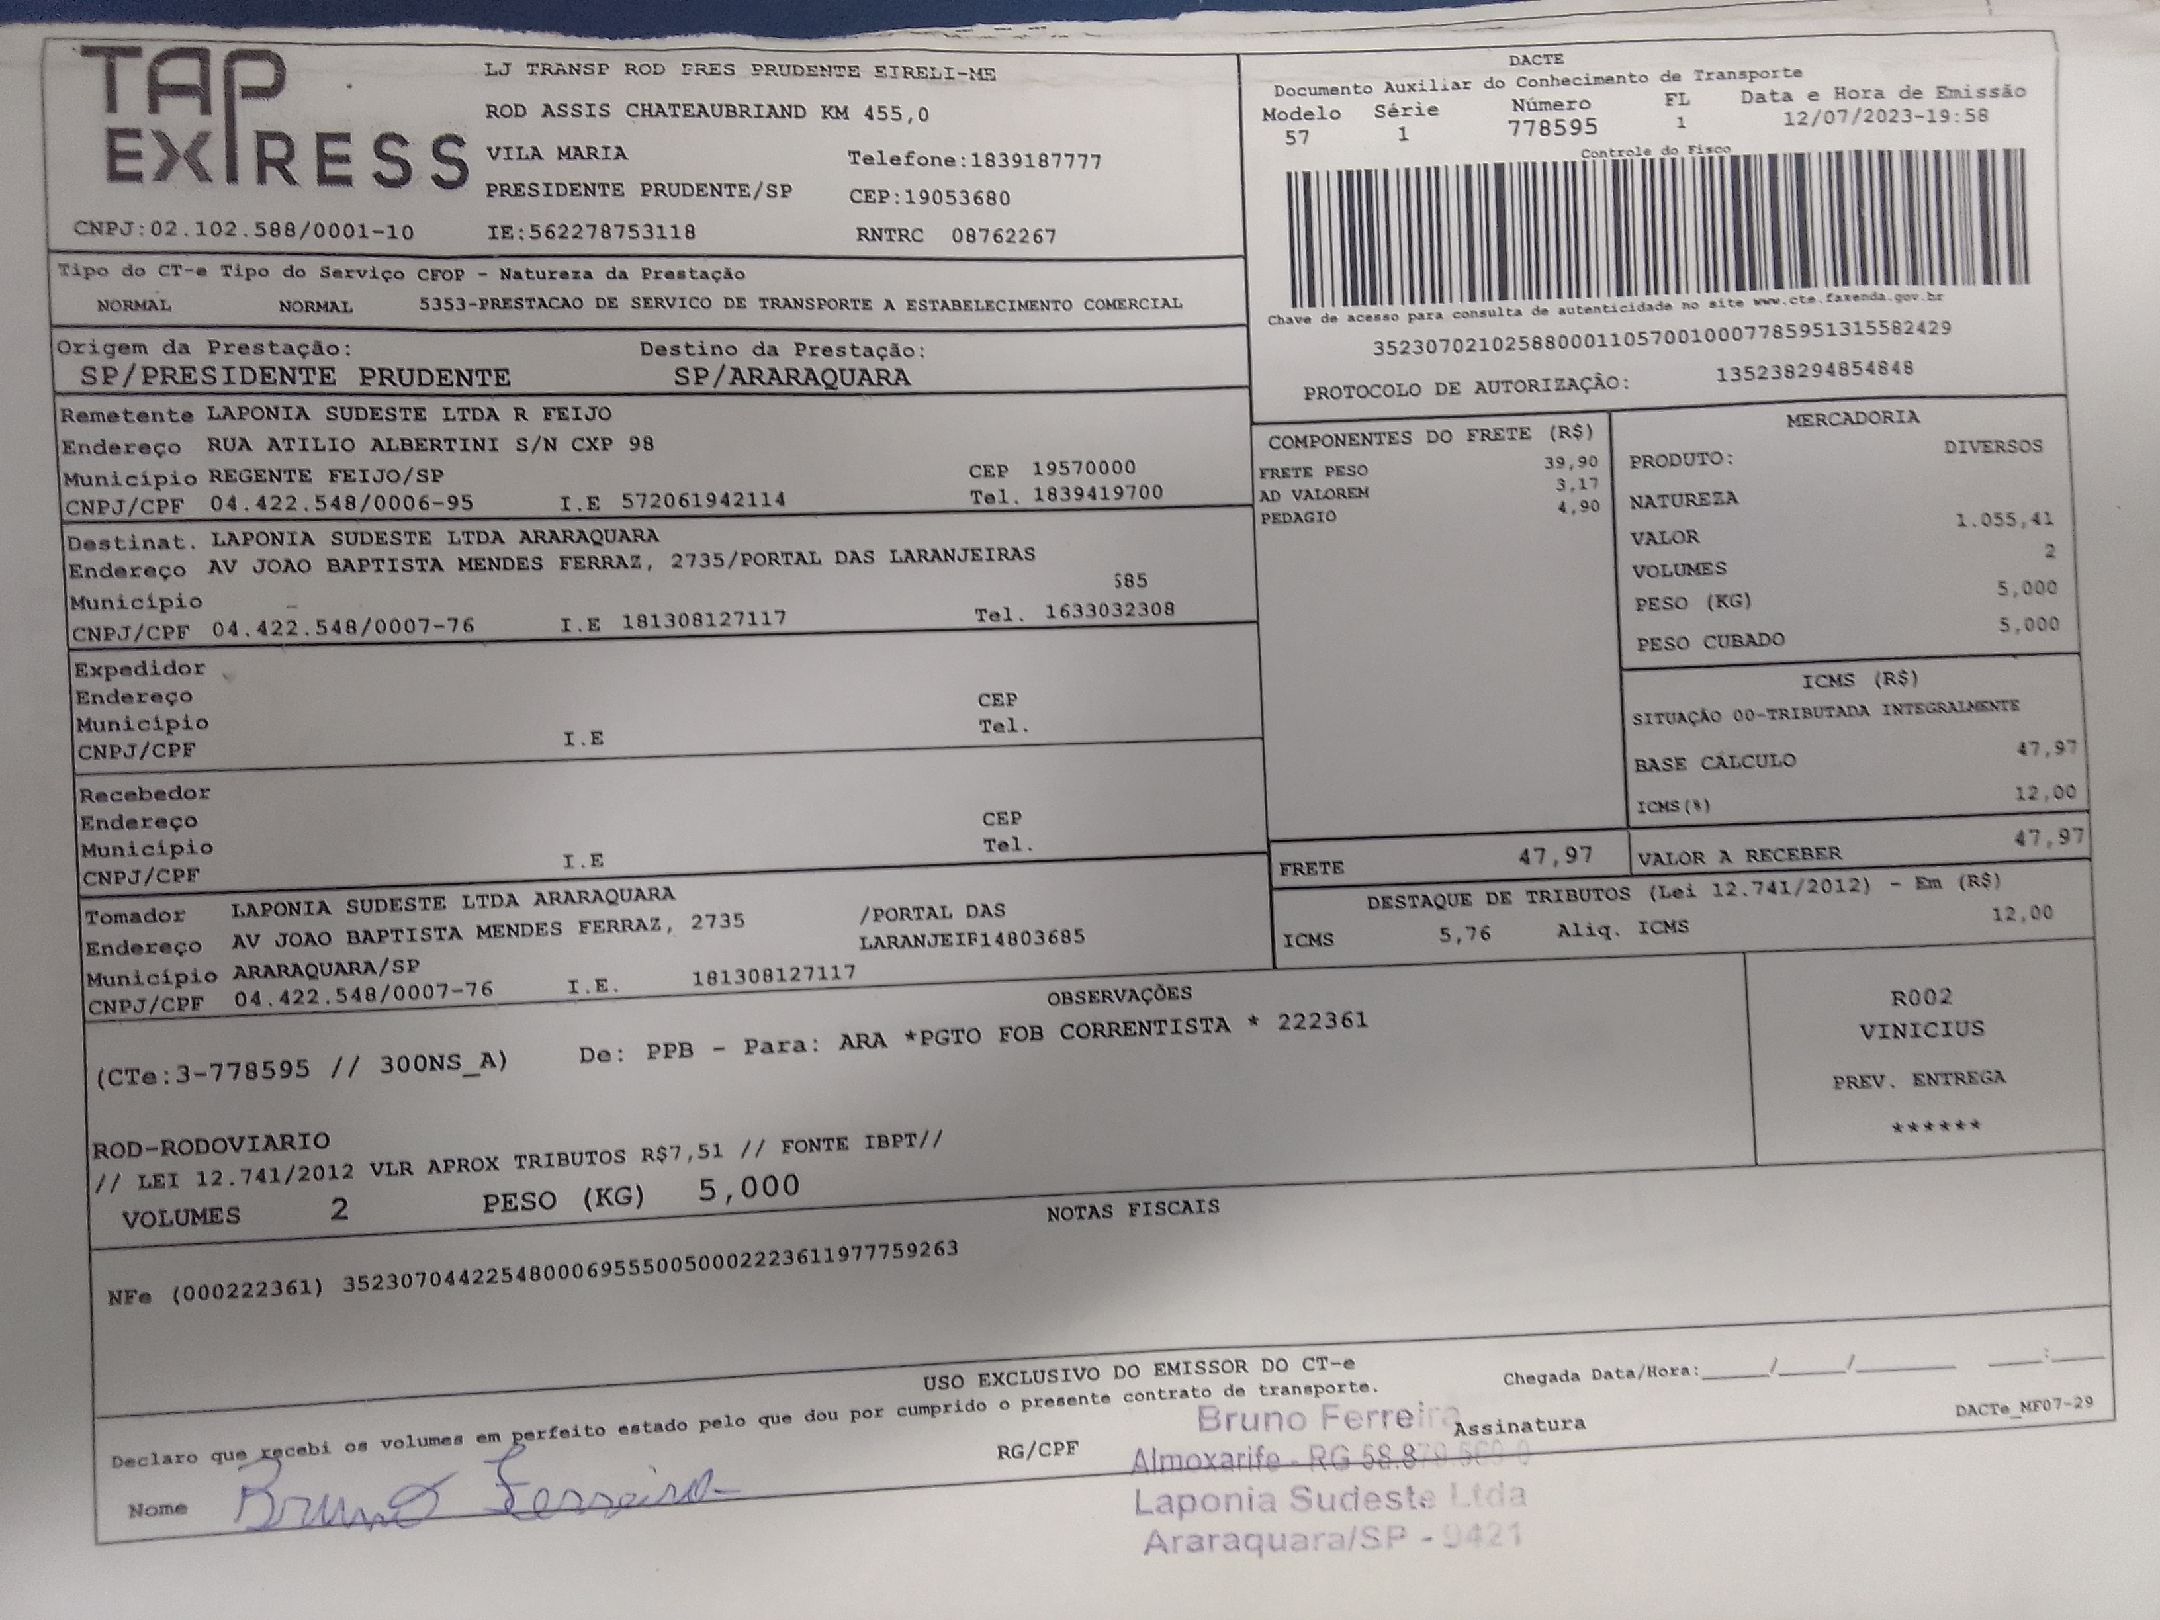 TAP EXPRESS
LJ TRANSP ROD PRES PRUDENTE EIRELI-ME
ROD ASSIS CHATEAUBRIAND KM 455,0
VILA MARIA Telefone:1839187777
PRESIDENTE PRUDENTE/SP CEP:19053680
CNPJ:02.102.588/0001-10 IE:562278753118 RNTRC 08762267
DACTE
Documento Auxiliar do Conhecimento de Transporte
Modelo Série Número FL Data e Hora de Emissão
57 1 778595 1 12/07/2023-19:58
Controle do Fisco
Chave de acesso para consulta de autenticidade no site www.cte.fazenda.gov.br
35230702102588000110570010007785951315582429
PROTOCOLO DE AUTORIZAÇÃO: 135238294854848
Tipo do CT-e Tipo do Serviço CFOP - Natureza da Prestação
NORMAL NORMAL 5353-PRESTACAO DE SERVICO DE TRANSPORTE A ESTABELECIMENTO COMERCIAL
Origem da Prestação: Destino da Prestação:
SP/PRESIDENTE PRUDENTE SP/ARARAQUARA
Remetente LAPONIA SUDESTE LTDA R FEIJO
Endereço RUA ATILIO ALBERTINI S/N CXP 98
Município REGENTE FEIJO/SP CEP 19570000
CNPJ/CPF 04.422.548/0006-95 I.E 572061942114 Tel. 1839419700
Destinat. LAPONIA SUDESTE LTDA ARARAQUARA
Endereço AV JOAO BAPTISTA MENDES FERRAZ, 2735/PORTAL DAS LARANJEIRAS
Município 685
CNPJ/CPF 04.422.548/0007-76 I.E 181308127117 Tel. 1633032308
Expedidor
Endereço CEP
Município Tel.
CNPJ/CPF I.E
Recebedor
Endereço CEP
Município Tel.
CNPJ/CPF I.E
Tomador LAPONIA SUDESTE LTDA ARARAQUARA
Endereço AV JOAO BAPTISTA MENDES FERRAZ, 2735 /PORTAL DAS
LARANJEIF14803685
Município ARARAQUARA/SP
CNPJ/CPF 04.422.548/0007-76 I.E. 181308127117
COMPONENTES DO FRETE (R$)
FRETE PESO 39,90
AD VALOREM 3,17
PEDAGIO 4,90
MERCADORIA
PRODUTO: DIVERSOS
NATUREZA
VALOR 1.055,41
VOLUMES 2
PESO (KG) 5,000
PESO CUBADO 5,000
ICMS (R$)
SITUAÇÃO 00-TRIBUTADA INTEGRALMENTE
BASE CÁLCULO 47,97
ICMS(%) 12,00
FRETE 47,97 VALOR A RECEBER 47,97
DESTAQUE DE TRIBUTOS (Lei 12.741/2012) - Em (R$)
ICMS 5,76 Aliq. ICMS 12,00
OBSERVAÇÕES
(CTe:3-778595 // 300NS_A) De: PPB - Para: ARA *PGTO FOB CORRENTISTA * 222361
R002
VINICIUS
PREV. ENTREGA
******
ROD-RODOVIARIO
// LEI 12.741/2012 VLR APROX TRIBUTOS R$7,51 // FONTE IBPT//
VOLUMES 2 PESO (KG) 5,000
NOTAS FISCAIS
NFe (000222361) 35230704422548000695550050002223611977759263
USO EXCLUSIVO DO EMISSOR DO CT-e
Declaro que recebi os volumes em perfeito estado pelo que dou por cumprido o presente contrato de transporte.
Chegada Data/Hora:_____/_____/_______ ____:____
DACTe_MF07-29
Nome Bruno Ferreira RG/CPF Assinatura
Bruno Ferreira
Almoxarife - RG
Laponia Sudeste Ltda
Araraquara/SP - 9421